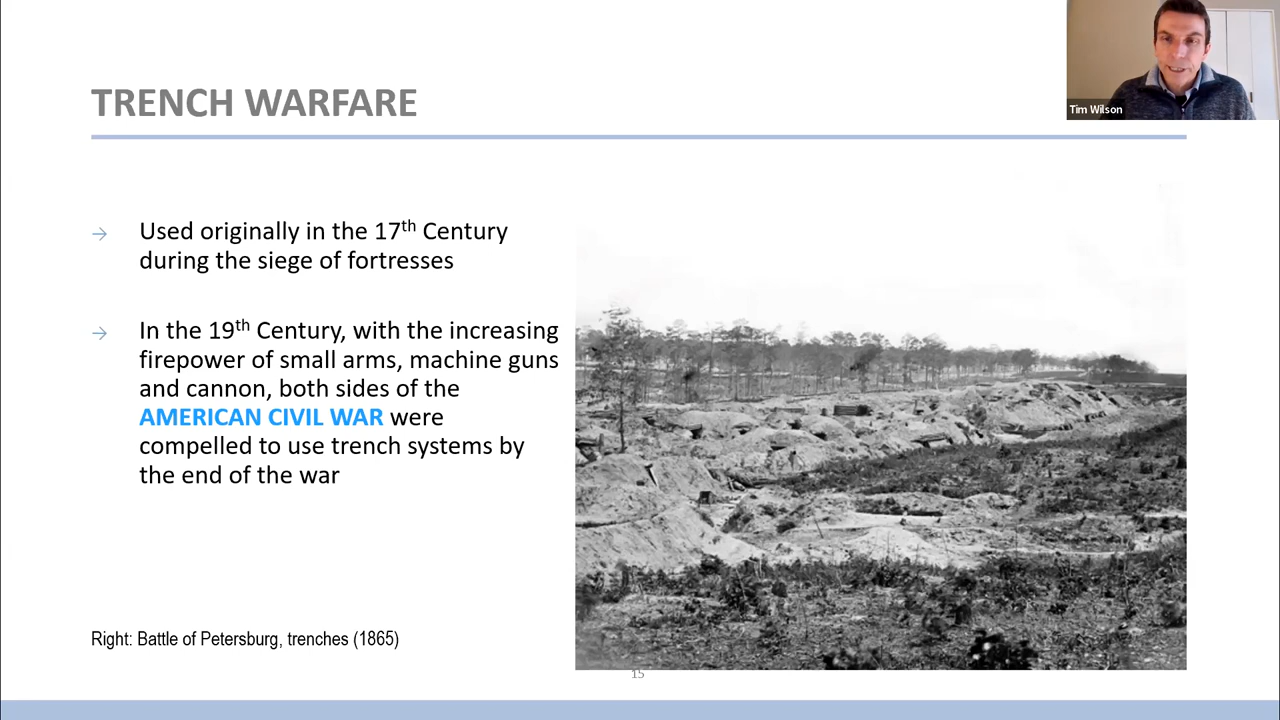 TRENCH WARFARE
Tim Wilson
→ Used originally in the 17th Century
during the siege of fortresses
→ In the 19th Century, with the increasing
firepower of small arms, machine guns
and cannon, both sides of the
AMERICAN CIVIL WAR were
compelled to use trench systems by
the end of the war
Right: Battle of Petersburg, trenches (1865)
15